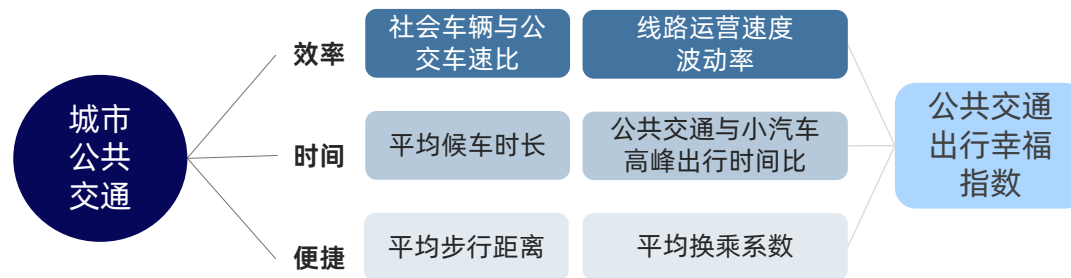 城市
公共
交通
效率
社会车辆与公
交车速比
线路运营速度
波动率
时间
平均候车时长
公共交通与小汽车
高峰出行时间比
便捷
平均步行距离
平均换乘系数
公共交通
出行幸福
指数